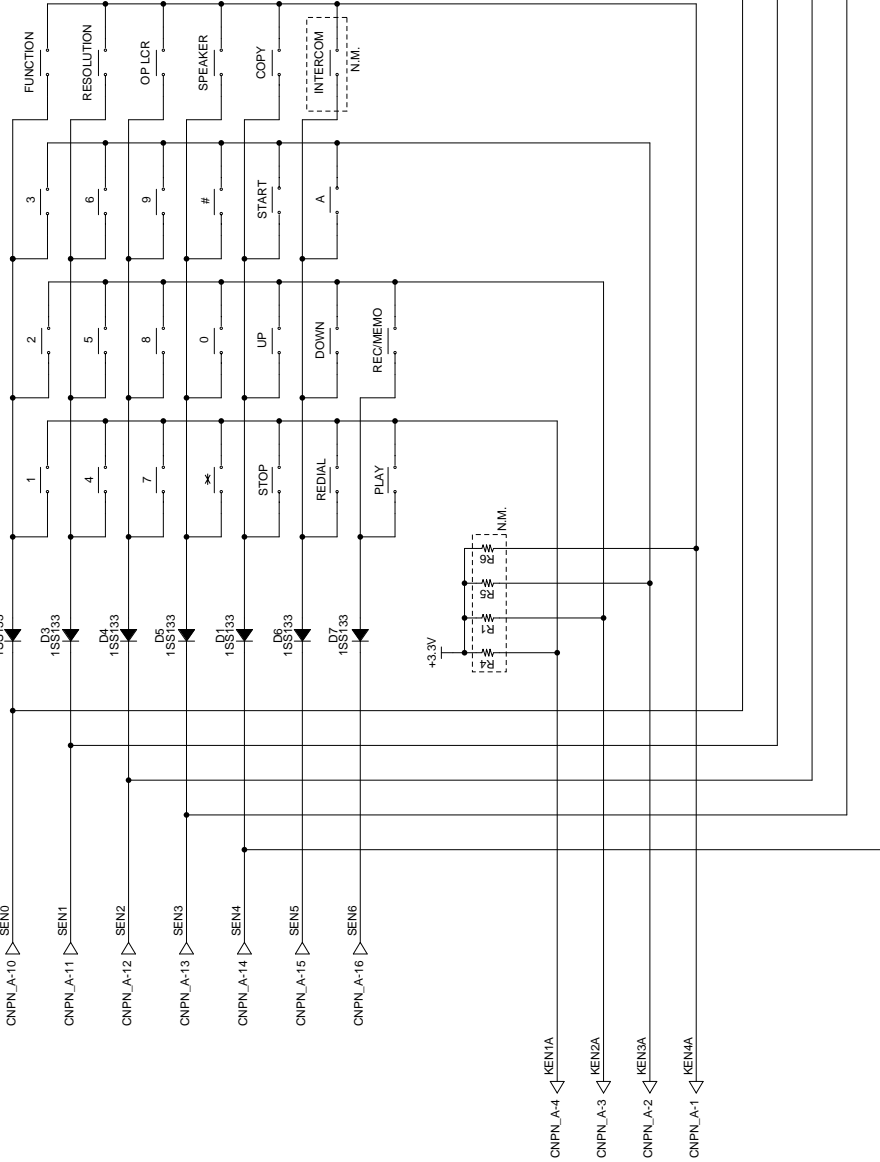 FUNCTION
RESOLUTION
OP LCR
SPEAKER
COPY
INTERCOM
N.M.
3
6
9
#
START
A
2
5
8
0
UP
DOWN
REC/MEMO
1
4
7
*
STOP
REDIAL
PLAY
N.M.
R6
R5
R1
R4
+3.3V
D3
1SS133
D4
1SS133
D5
1SS133
D1
1SS133
D6
1SS133
D7
1SS133
SEN0
SEN1
SEN2
SEN3
SEN4
SEN5
SEN6
CNPN_A-10
CNPN_A-11
CNPN_A-12
CNPN_A-13
CNPN_A-14
CNPN_A-15
CNPN_A-16
KEN1A
KEN2A
KEN3A
KEN4A
CNPN_A-4
CNPN_A-3
CNPN_A-2
CNPN_A-1